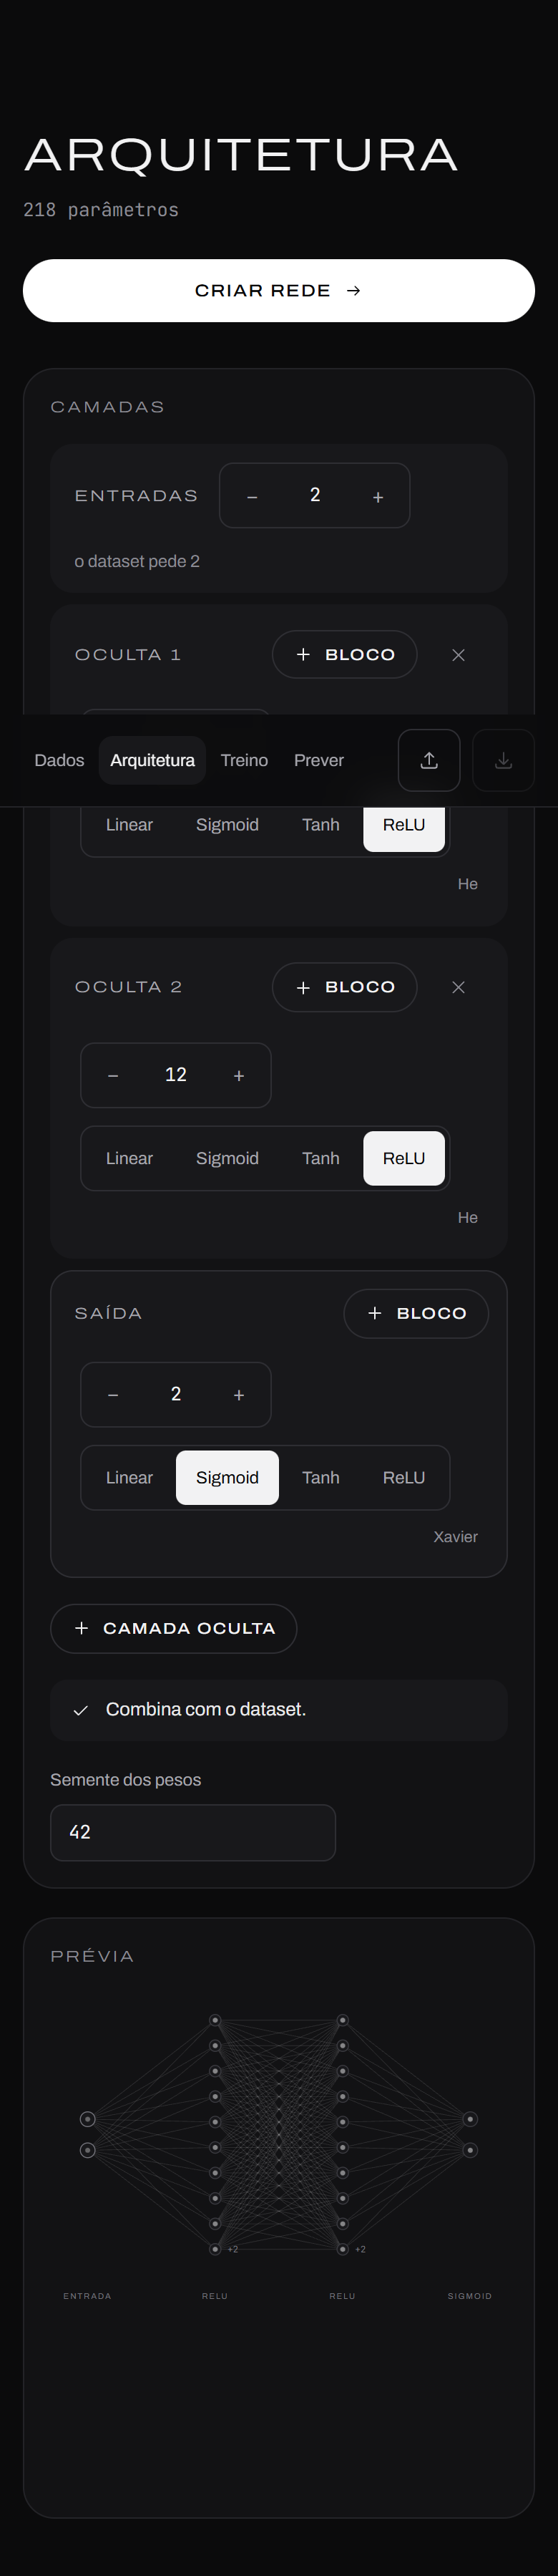 ARQUITETURA
218 parâmetros
CRIAR REDE →
CAMADAS
ENTRADAS − 2 +
o dataset pede 2
OCULTA 1 + BLOCO ×
Dados Arquitetura Treino Prever
Linear Sigmoid Tanh ReLU
He
OCULTA 2 + BLOCO ×
− 12 +
Linear Sigmoid Tanh ReLU
He
SAÍDA + BLOCO
− 2 +
Linear Sigmoid Tanh ReLU
Xavier
+ CAMADA OCULTA
✓ Combina com o dataset.
Semente dos pesos
42
PRÉVIA
+2 +2
ENTRADA RELU RELU SIGMOID